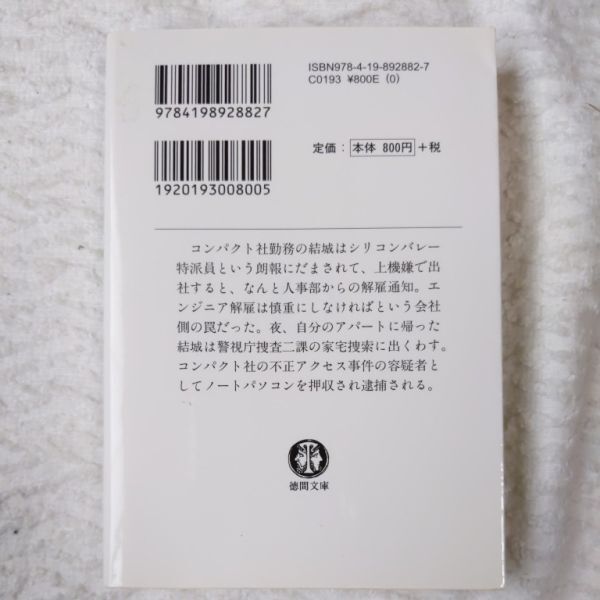 ISBN978-4-19-892882-7
C0193 ¥800E (0)
9784198928827
定価：本体 800円+税
1920193008005
コンパクト社勤務の結城はシリコンバレー
特派員という朗報にだまされて、上機嫌で出
社すると、なんと人事部からの解雇通知。エ
ンジニア解雇は慎重にしなければという会社
側の罠だった。夜、自分のアパートに帰った
結城は警視庁捜査二課の家宅捜索に出くわす。
コンパクト社の不正アクセス事件の容疑者と
してノートパソコンを押収され逮捕される。
徳間文庫